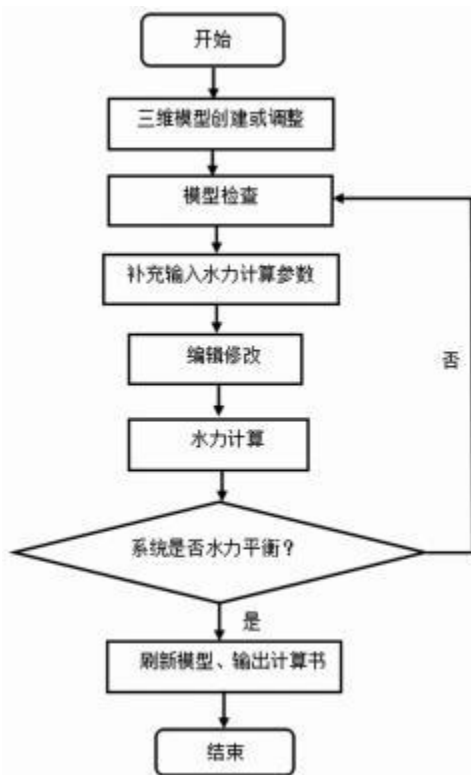 开始
三维模型创建或调整
模型检查
补充输入水力计算参数
编辑修改
否
水力计算
系统是否水力平衡？
是
刷新模型、输出计算书
结束